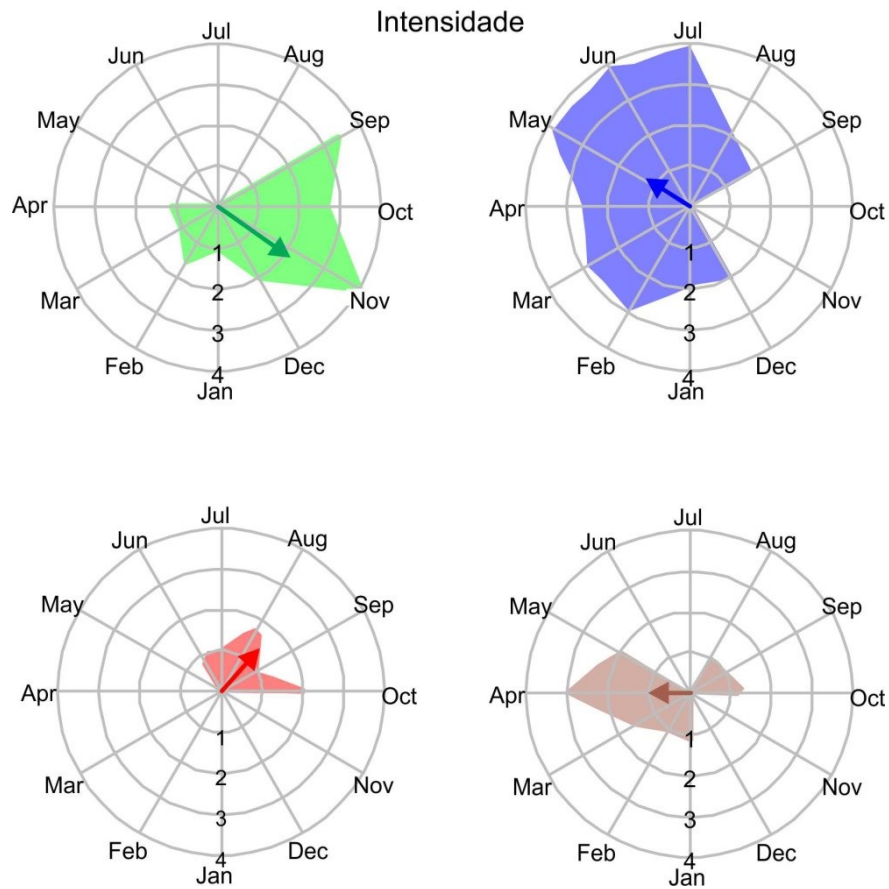 Intensidade
Jul
Jun
Aug
May
Sep
Apr
Oct
1
Mar
2
Nov
3
Feb
Dec
4
Jan
Jul
Jun
Aug
May
Sep
Apr
Oct
1
Mar
2
Nov
3
Feb
Dec
4
Jan
Jul
Jun
Aug
May
Sep
Apr
Oct
1
Mar
2
Nov
3
Feb
Dec
4
Jan
Jul
Jun
Aug
May
Sep
Apr
Oct
1
Mar
2
Nov
3
Feb
Dec
4
Jan